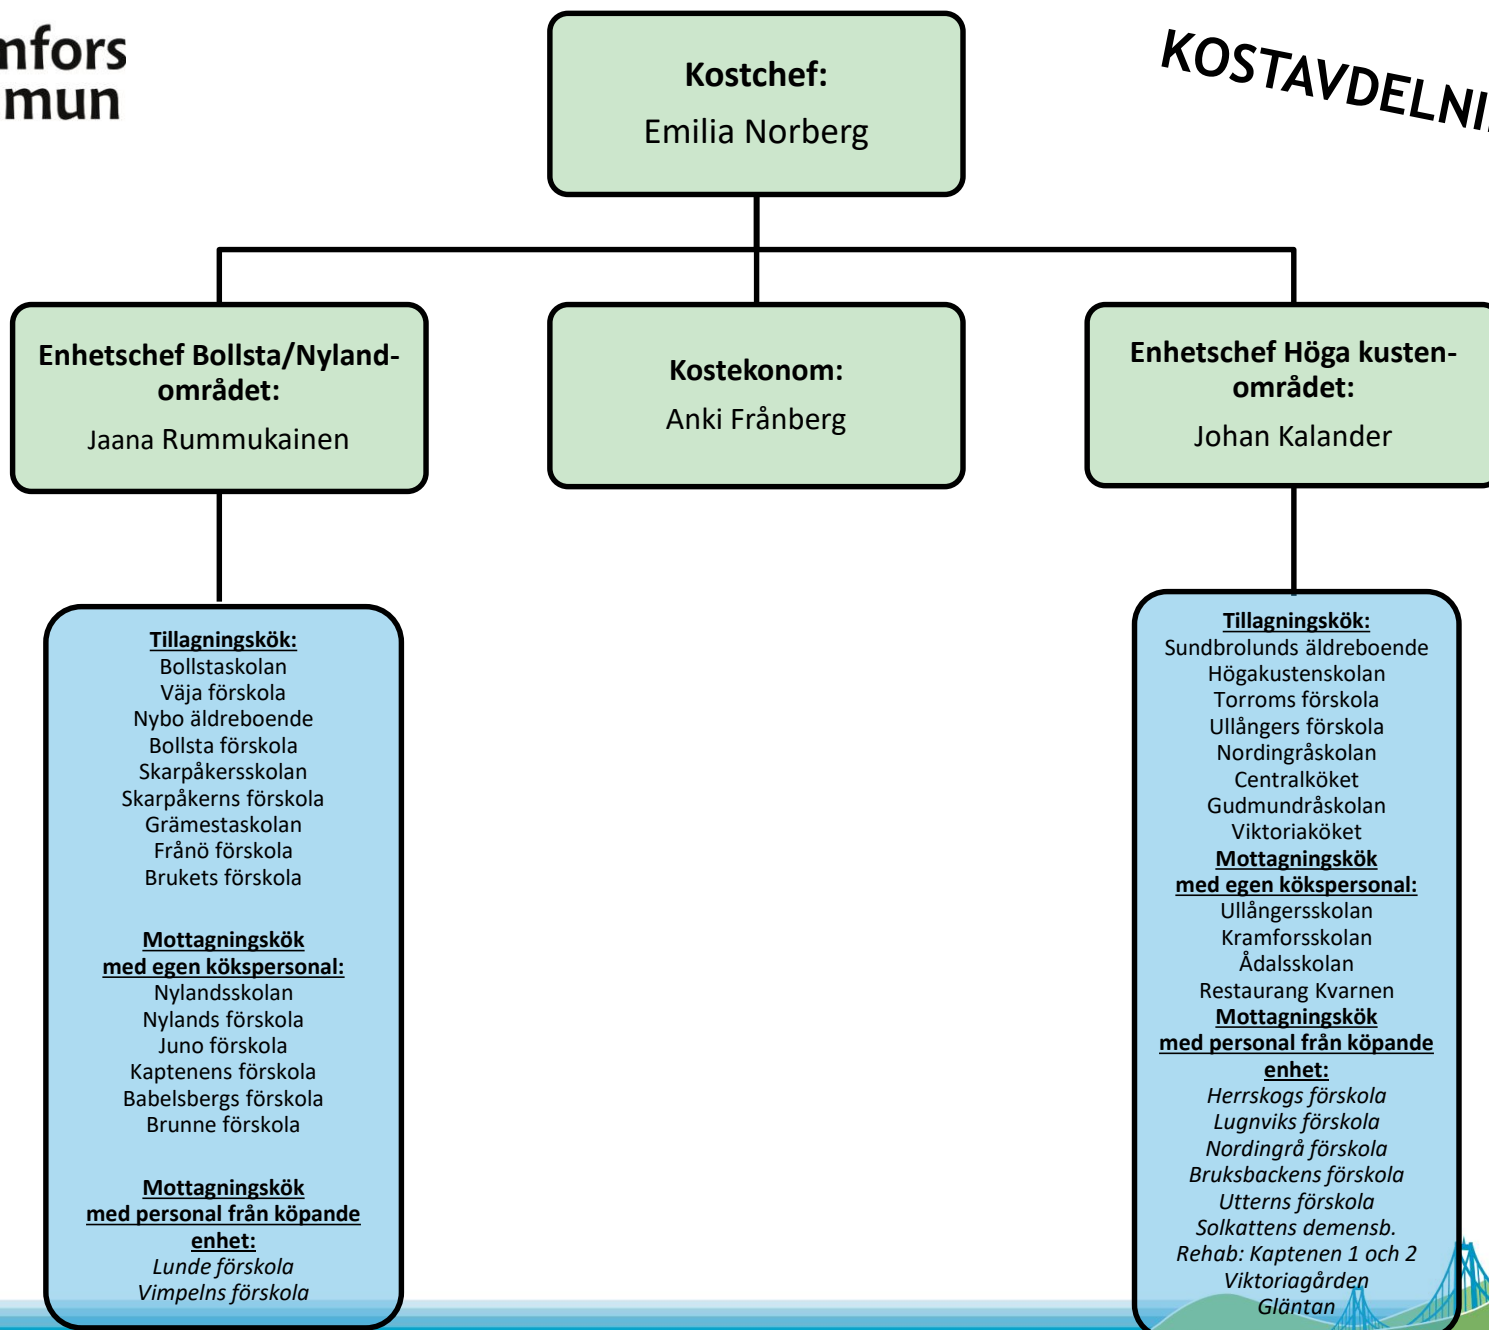 mfors
mun
KOSTAVDELNI
Kostchef:
Emilia Norberg
Enhetschef Bollsta/Nyland-
området:
Jaana Rummukainen
Kostekonom:
Anki Frånberg
Enhetschef Höga kusten-
området:
Johan Kalander
Tillagningskök:
Bollstaskolan
Väja förskola
Nybo äldreboende
Bollsta förskola
Skarpåkersskolan
Skarpåkerns förskola
Grämestaskolan
Frånö förskola
Brukets förskola
Mottagningskök
med egen kökspersonal:
Nylandsskolan
Nylands förskola
Juno förskola
Kaptenens förskola
Babelsbergs förskola
Brunne förskola
Mottagningskök
med personal från köpande
enhet:
Lunde förskola
Vimpelns förskola
Tillagningskök:
Sundbrolunds äldreboende
Högakustenskolan
Torroms förskola
Ullångers förskola
Nordingråskolan
Centralköket
Gudmundråskolan
Viktoriaköket
Mottagningskök
med egen kökspersonal:
Ullångersskolan
Kramforsskolan
Ådalsskolan
Restaurang Kvarnen
Mottagningskök
med personal från köpande
enhet:
Herrskogs förskola
Lugnviks förskola
Nordingrå förskola
Bruksbackens förskola
Utterns förskola
Solkattens demensb.
Rehab: Kaptenen 1 och 2
Viktoriagården
Gläntan